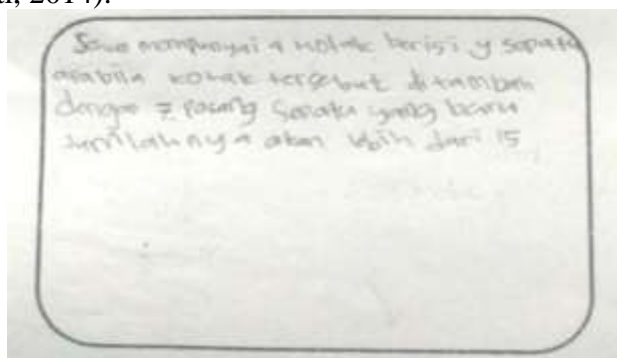 , 2014).
Saya mempunyai 4 kotak berisi y sepatu
apabila kotak tersebut ditambah
dengan 7 pasang sepatu yang baru
jumlahnya akan lebih dari 15